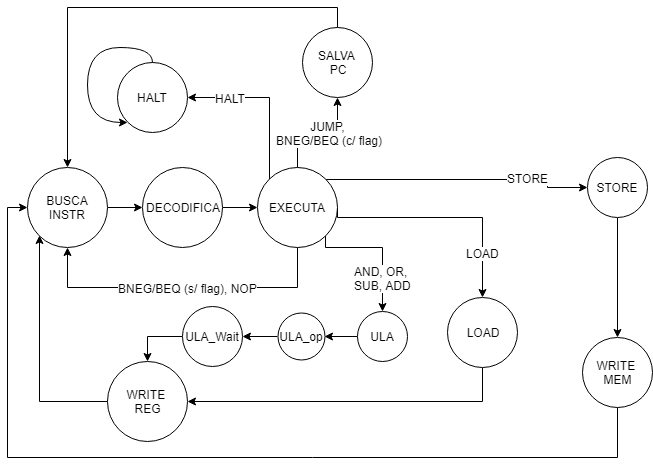 SALVA
PC
HALT
HALT
JUMP,
BNEG/BEQ (c/ flag)
BUSCA
INSTR
DECODIFICA
EXECUTA
STORE
STORE
LOAD
AND, OR,
SUB, ADD
BNEG/BEQ (s/ flag), NOP
ULA_Wait
ULA_op
ULA
LOAD
WRITE
REG
WRITE
MEM